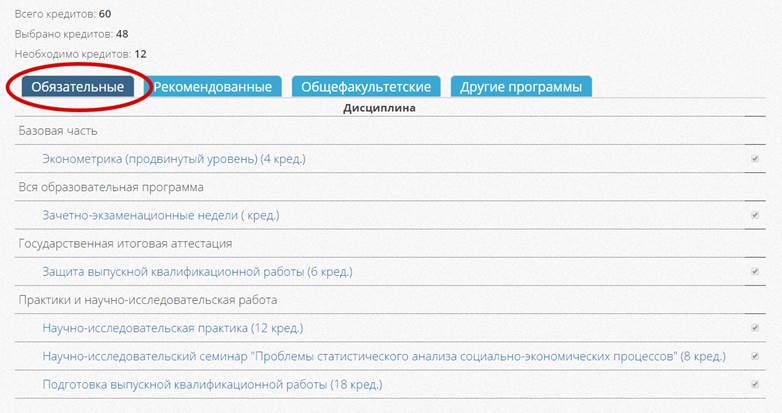 Всего кредитов: 60
Выбрано кредитов: 48
Необходимо кредитов: 12
Обязательные Рекомендованные Общефакультетские Другие программы
Дисциплина
Базовая часть
Эконометрика (продвинутый уровень) (4 кред.)
Вся образовательная программа
Зачетно-экзаменационные недели ( кред.)
Государственная итоговая аттестация
Защита выпускной квалификационной работы (6 кред.)
Практики и научно-исследовательская работа
Научно-исследовательская практика (12 кред.)
Научно-исследовательский семинар "Проблемы статистического анализа социально-экономических процессов" (8 кред.)
Подготовка выпускной квалификационной работы (18 кред.)